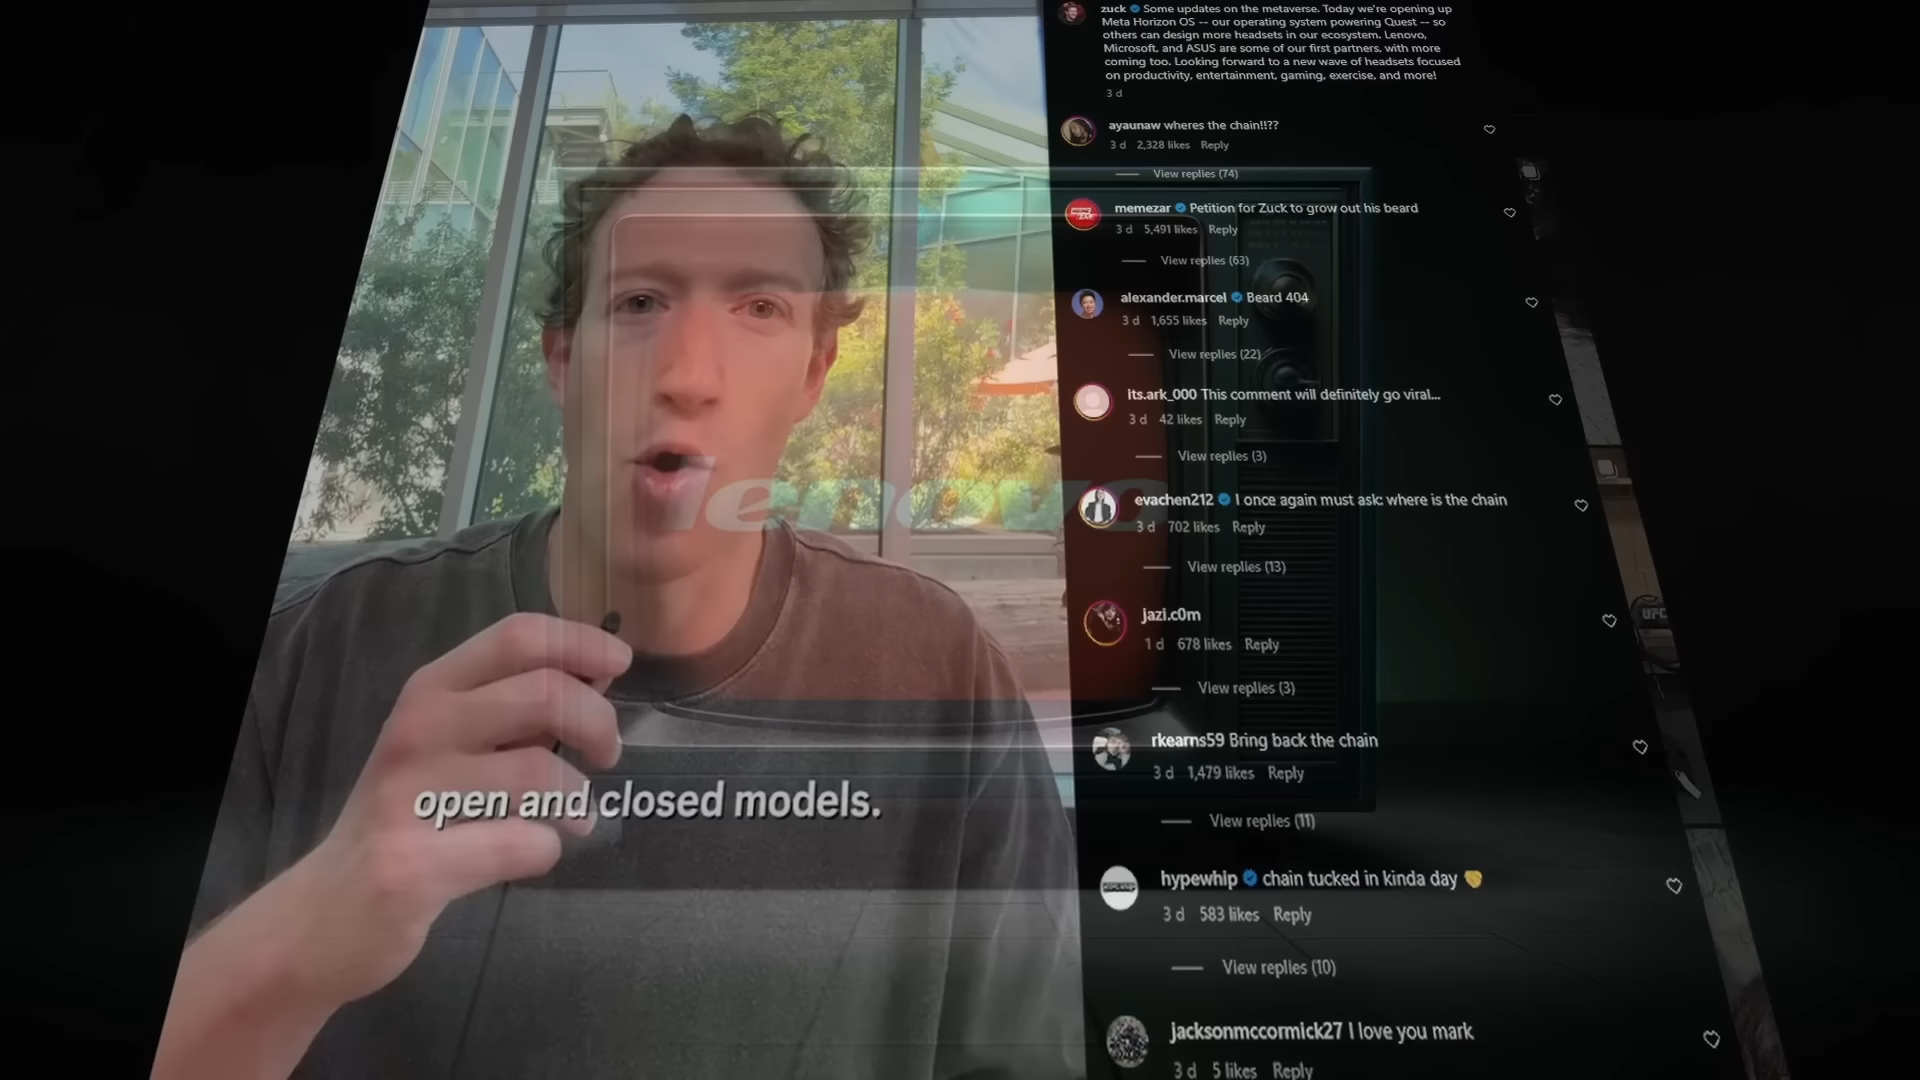 zuck Some updates on the metaverse. Today we're opening up
Meta Horizon OS -- our operating system powering Quest -- so
others can design more headsets in our ecosystem. Lenovo,
Microsoft, and ASUS are some of our first partners, with more
coming too. Looking forward to a new wave of headsets focused
on productivity, entertainment, gaming, exercise, and more!
3 d
ayaunaw wheres the chain!!??
3 d 2,328 likes Reply
View replies (74)
memezar Petition for Zuck to grow out his beard
3 d 5,491 likes Reply
View replies (63)
alexander.marcel Beard 404
3 d 1,655 likes Reply
View replies (22)
its.ark_000 This comment will definitely go viral...
3 d 42 likes Reply
View replies (3)
lenovo
evachen212 I once again must ask: where is the chain
3 d 702 likes Reply
View replies (13)
jazi.c0m
1 d 678 likes Reply
View replies (3)
UFC
rkearns59 Bring back the chain
3 d 1,479 likes Reply
View replies (11)
open and closed models.
hypewhip chain tucked in kinda day 🤏
3 d 583 likes Reply
View replies (10)
jacksonmccormick27 I love you mark
3 d 5 likes Reply